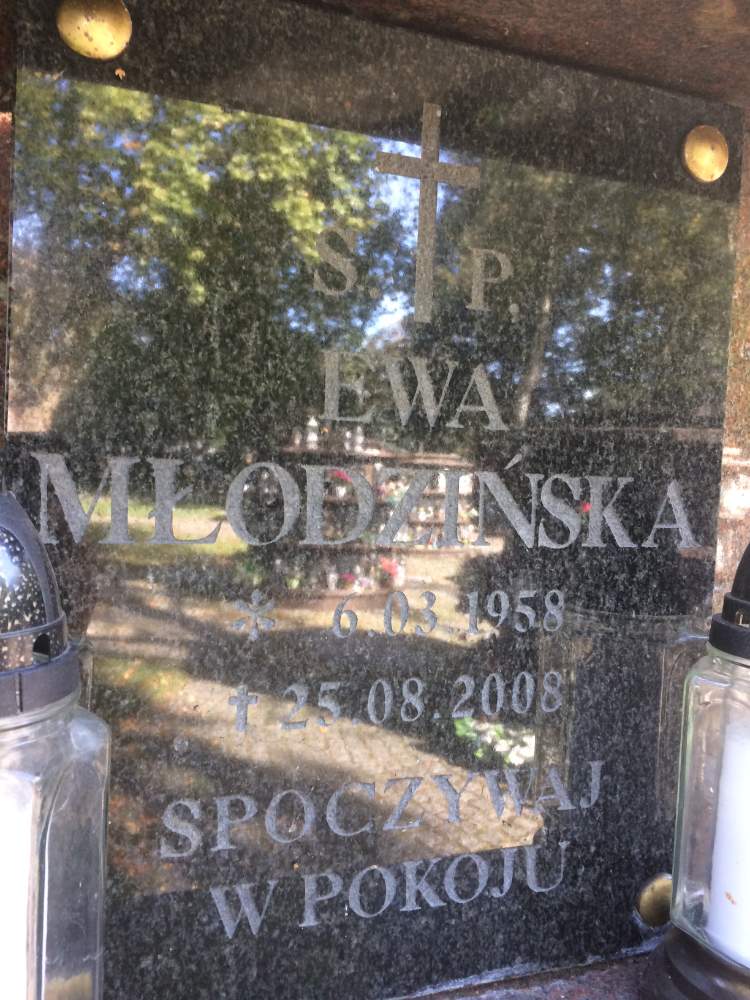 S. P.
EWA
MŁODZIŃSKA
* 6.03.1958
† 25.08.2008
SPOCZYWAJ
W POKOJU